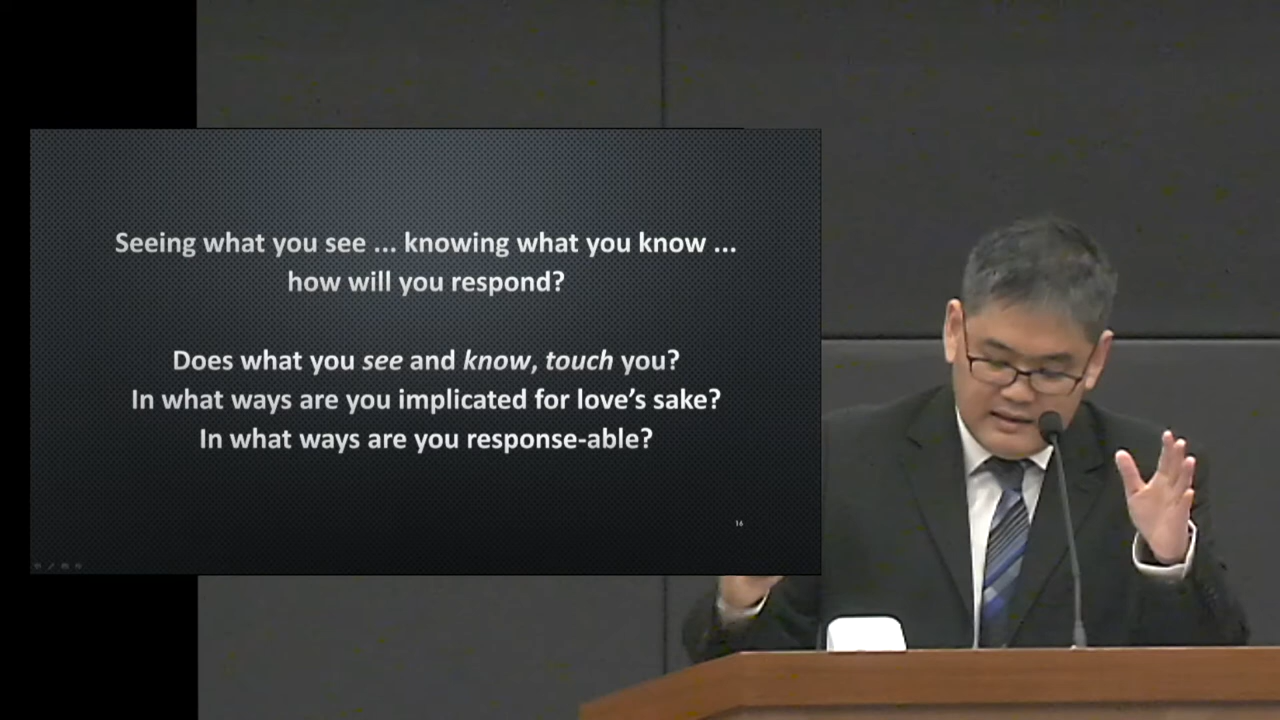 Seeing what you see ... knowing what you know ...
how will you respond?
Does what you see and know, touch you?
In what ways are you implicated for love’s sake?
In what ways are you response-able?
16